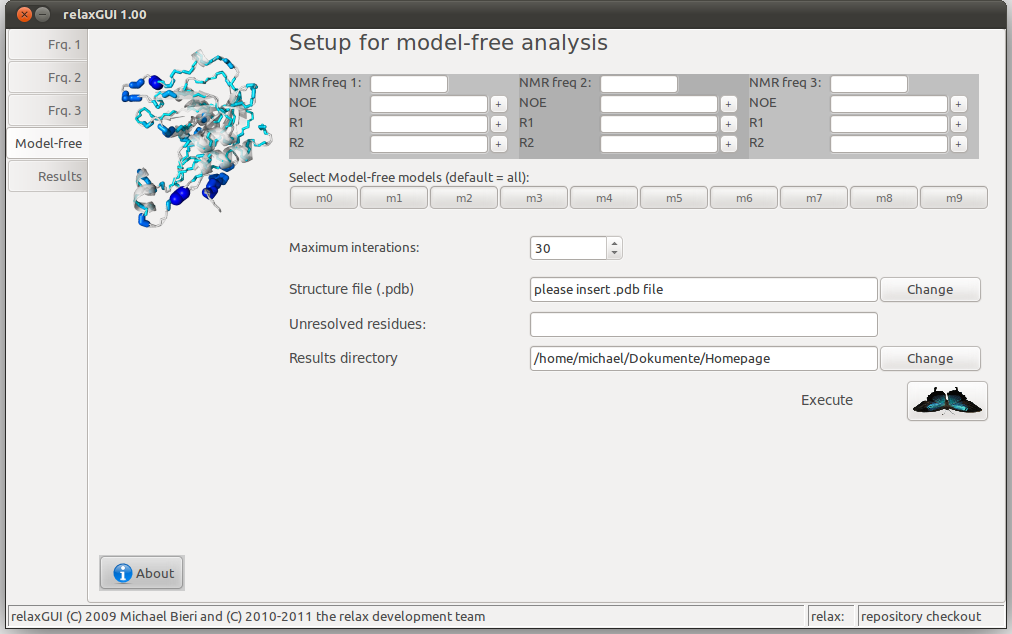 relaxGUI 1.00
Frq. 1
Frq. 2
Frq. 3
Model-free
Results
Setup for model-free analysis
NMR freq 1: NMR freq 2: NMR freq 3:
NOE + NOE + NOE +
R1 + R1 + R1 +
R2 + R2 + R2 +
Select Model-free models (default = all):
m0 m1 m2 m3 m4 m5 m6 m7 m8 m9
Maximum interations: 30
Structure file (.pdb) please insert .pdb file Change
Unresolved residues:
Results directory /home/michael/Dokumente/Homepage Change
Execute
About
relaxGUI (C) 2009 Michael Bieri and (C) 2010-2011 the relax development team relax: repository checkout